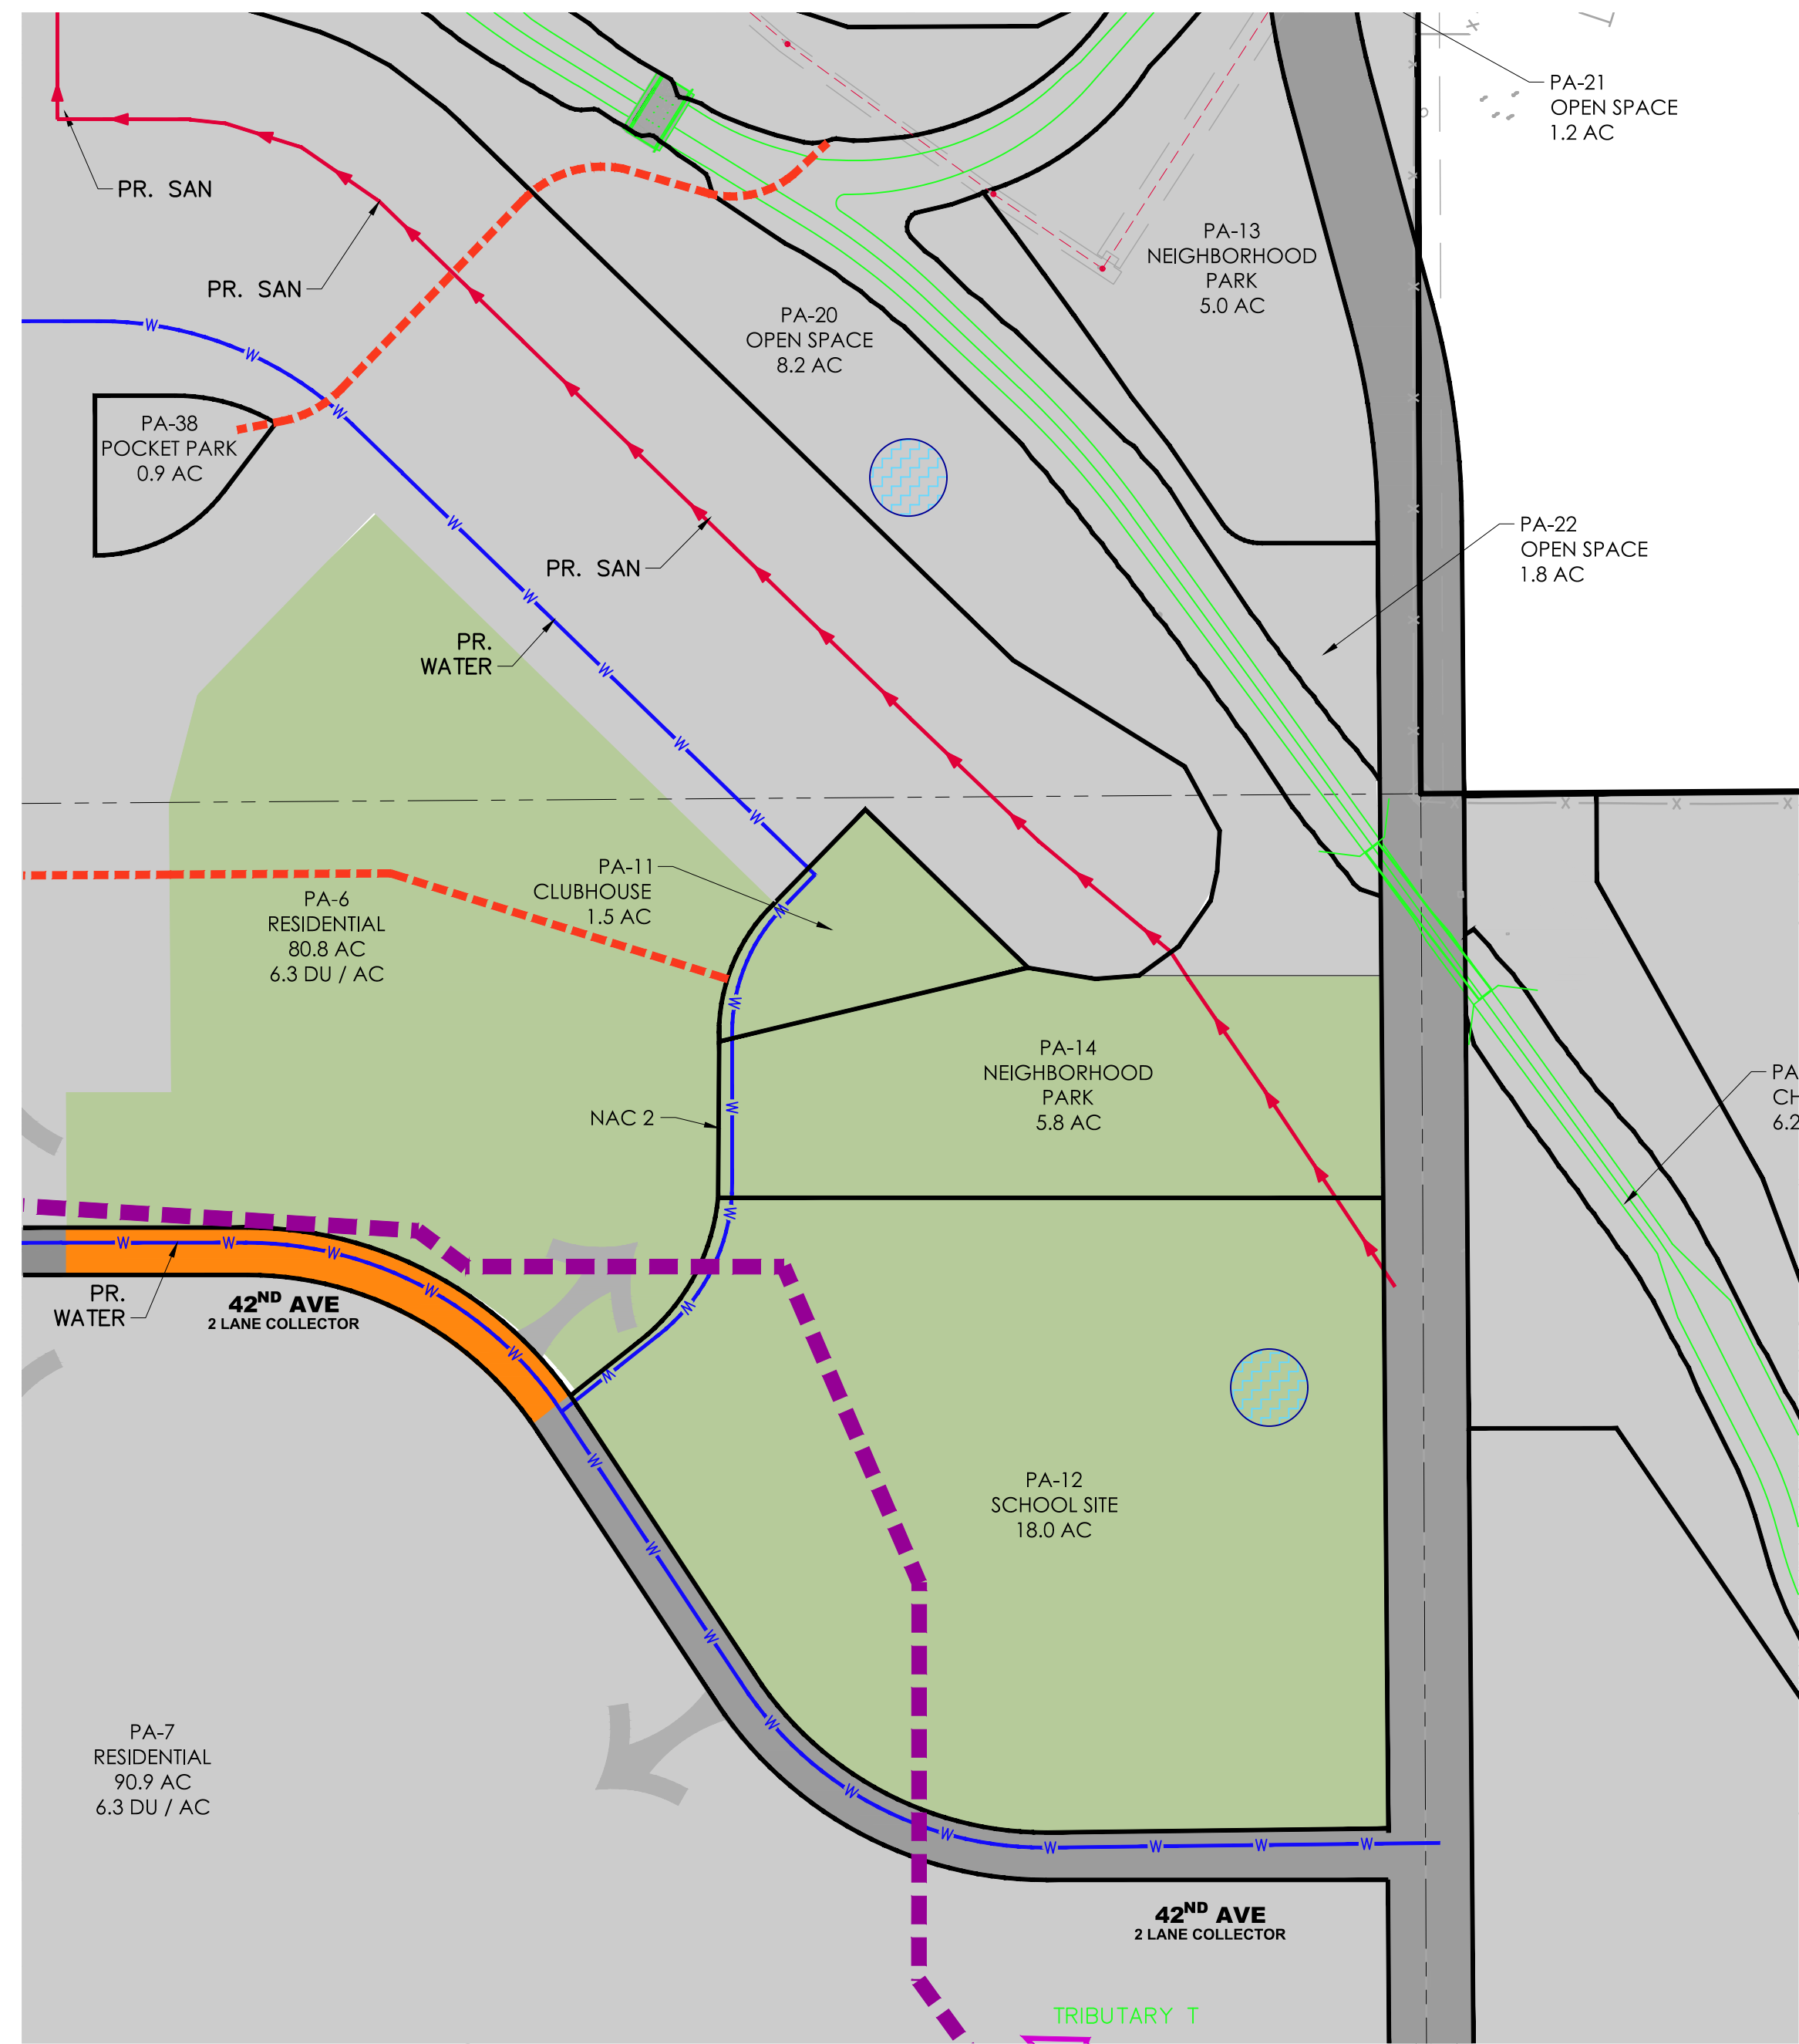 PA-21
OPEN SPACE
1.2 AC
PR. SAN
PR. SAN
PA-13
NEIGHBORHOOD
PARK
5.0 AC
PA-20
OPEN SPACE
8.2 AC
PA-38
POCKET PARK
0.9 AC
PA-22
OPEN SPACE
1.8 AC
PR. SAN
PR.
WATER
PA-11
CLUBHOUSE
1.5 AC
PA-6
RESIDENTIAL
80.8 AC
6.3 DU / AC
PA-14
NEIGHBORHOOD
PARK
5.8 AC
NAC 2
PA
CH
6.2
PR.
WATER
42ND AVE
2 LANE COLLECTOR
PA-12
SCHOOL SITE
18.0 AC
PA-7
RESIDENTIAL
90.9 AC
6.3 DU / AC
42ND AVE
2 LANE COLLECTOR
TRIBUTARY T